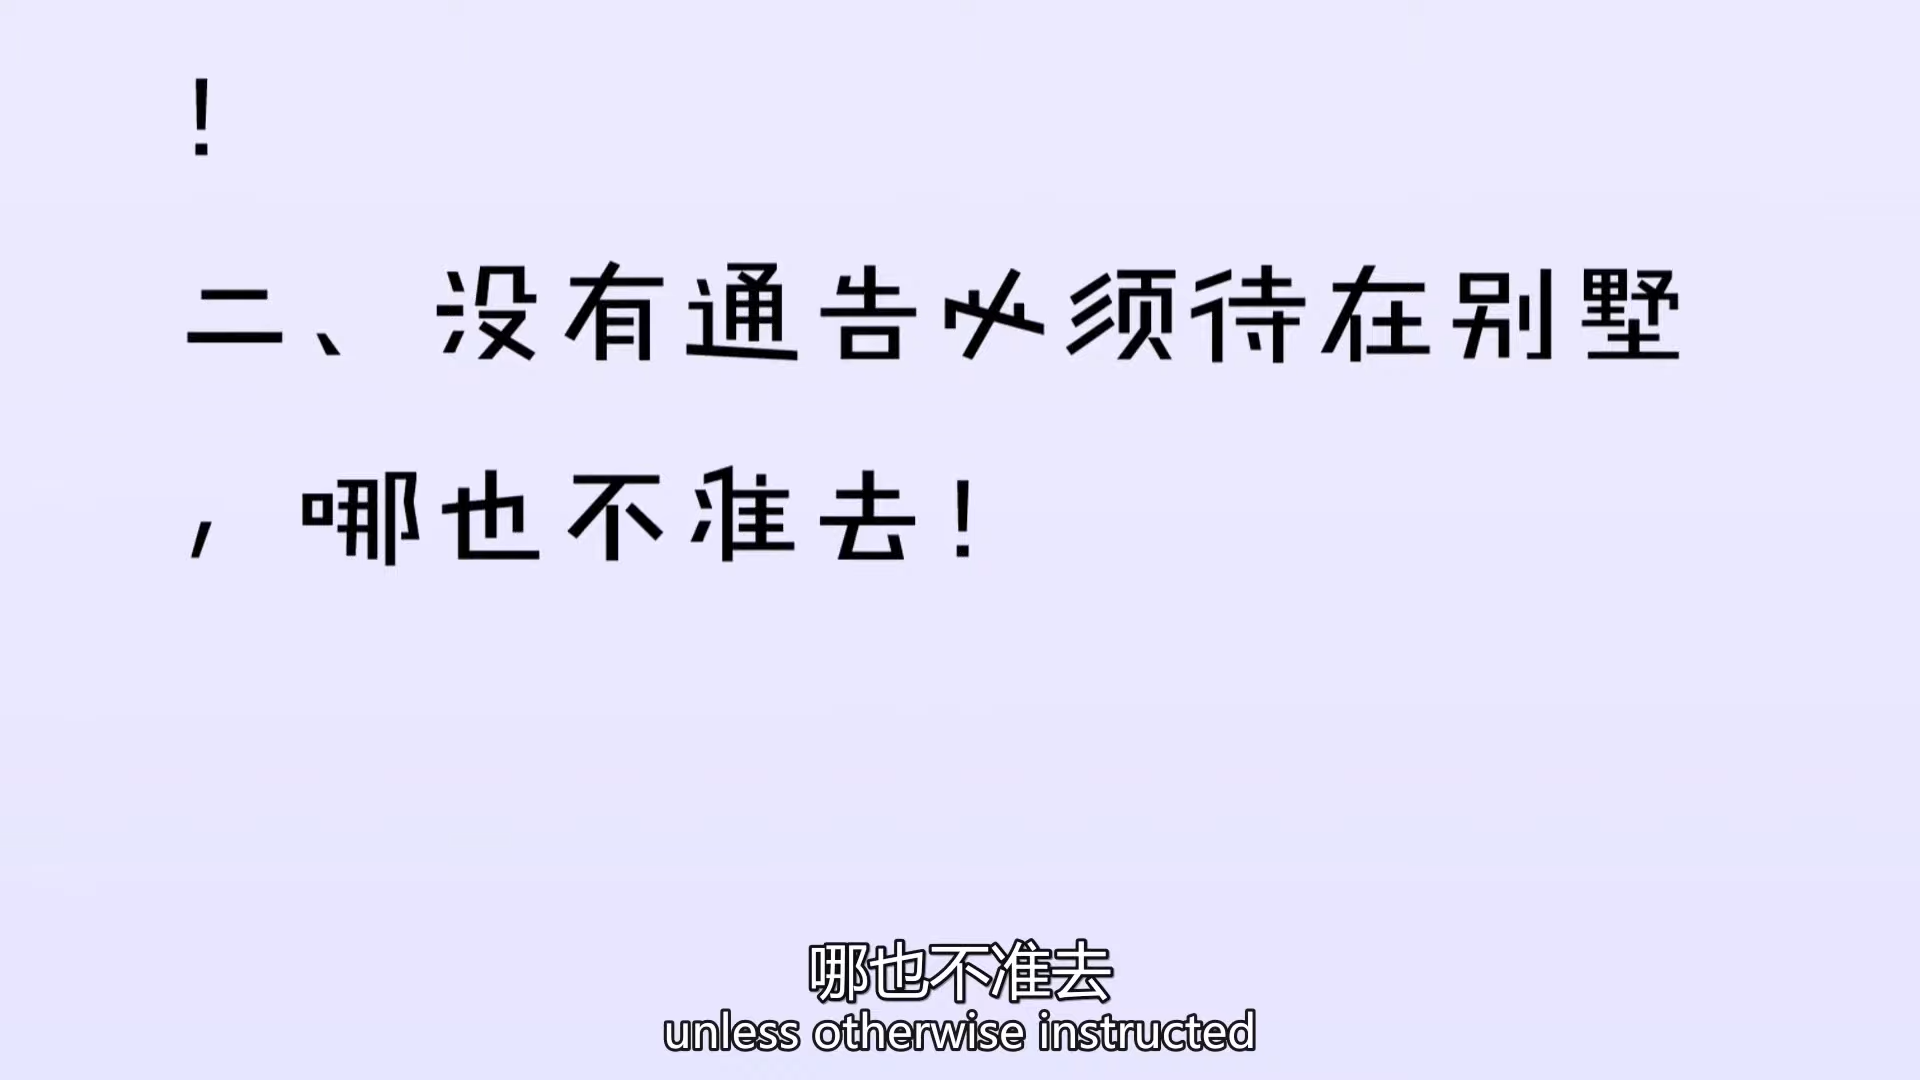 ！
二、没有通告必须待在别墅
，哪也不准去！
哪也不准去
unless otherwise instructed